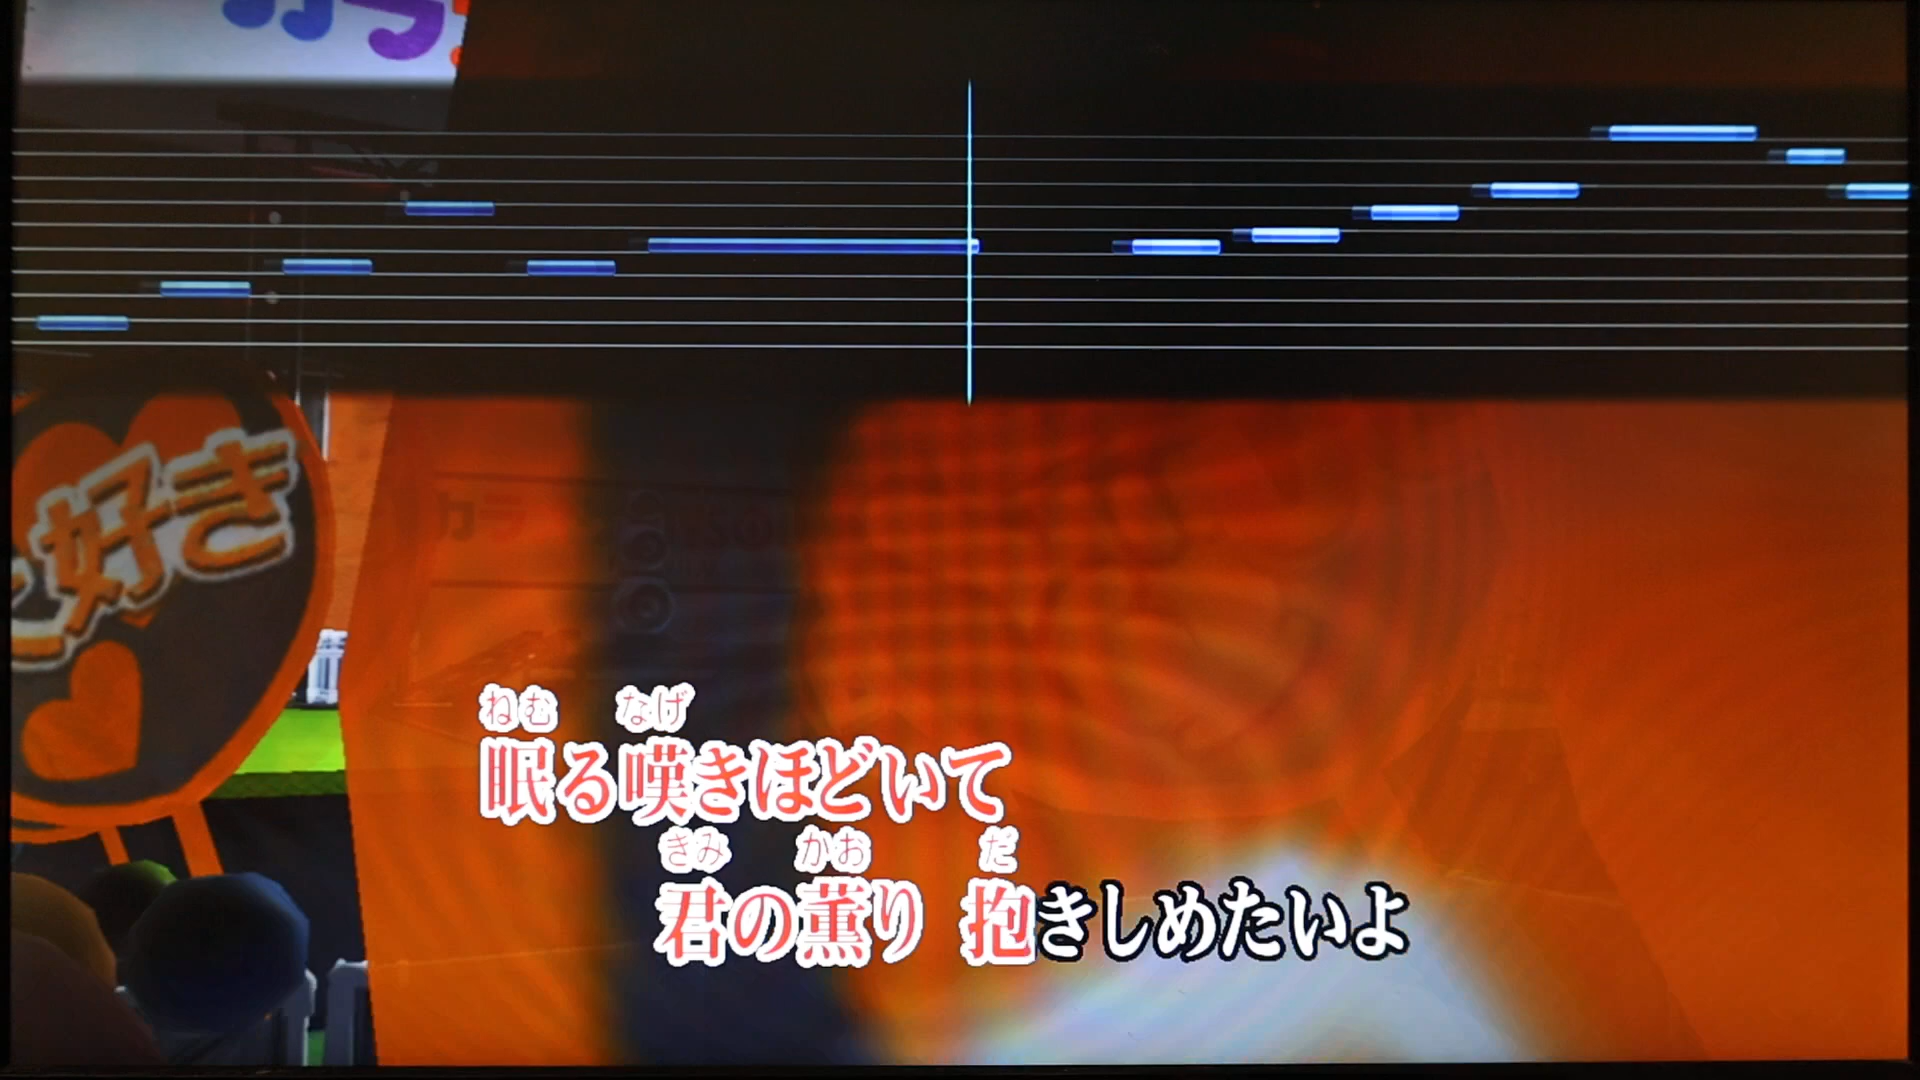 好き
ねむ なげ
眠る嘆きほどいて
きみ かお だ
君の薫り 抱きしめたいよ